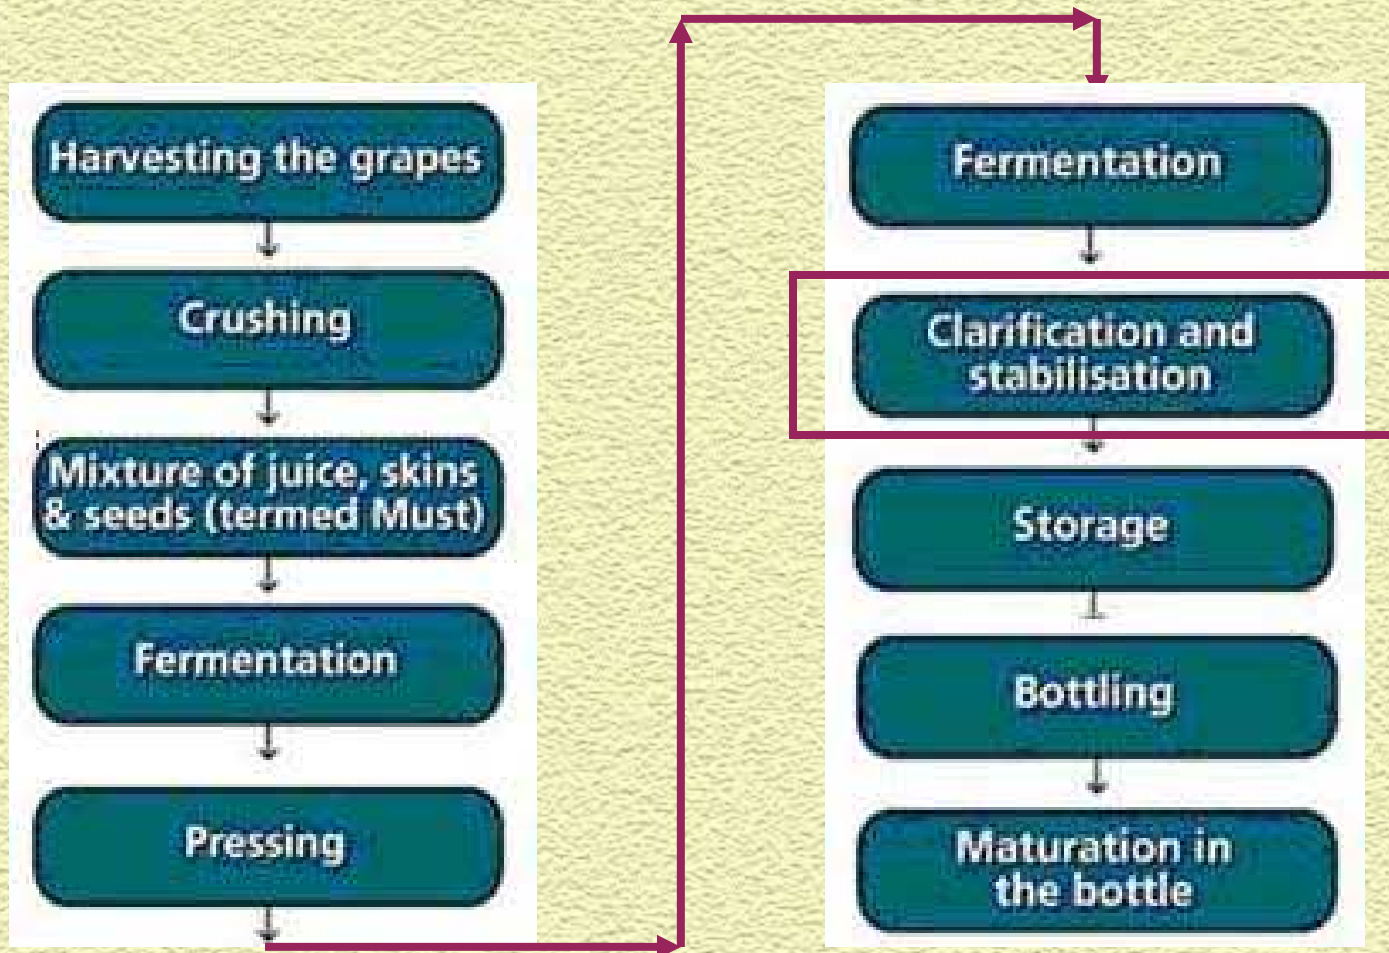 Harvesting the grapes
Crushing
Mixture of juice, skins
& seeds (termed Must)
Fermentation
Pressing
Fermentation
Clarification and
stabilisation
Storage
Bottling
Maturation in
the bottle